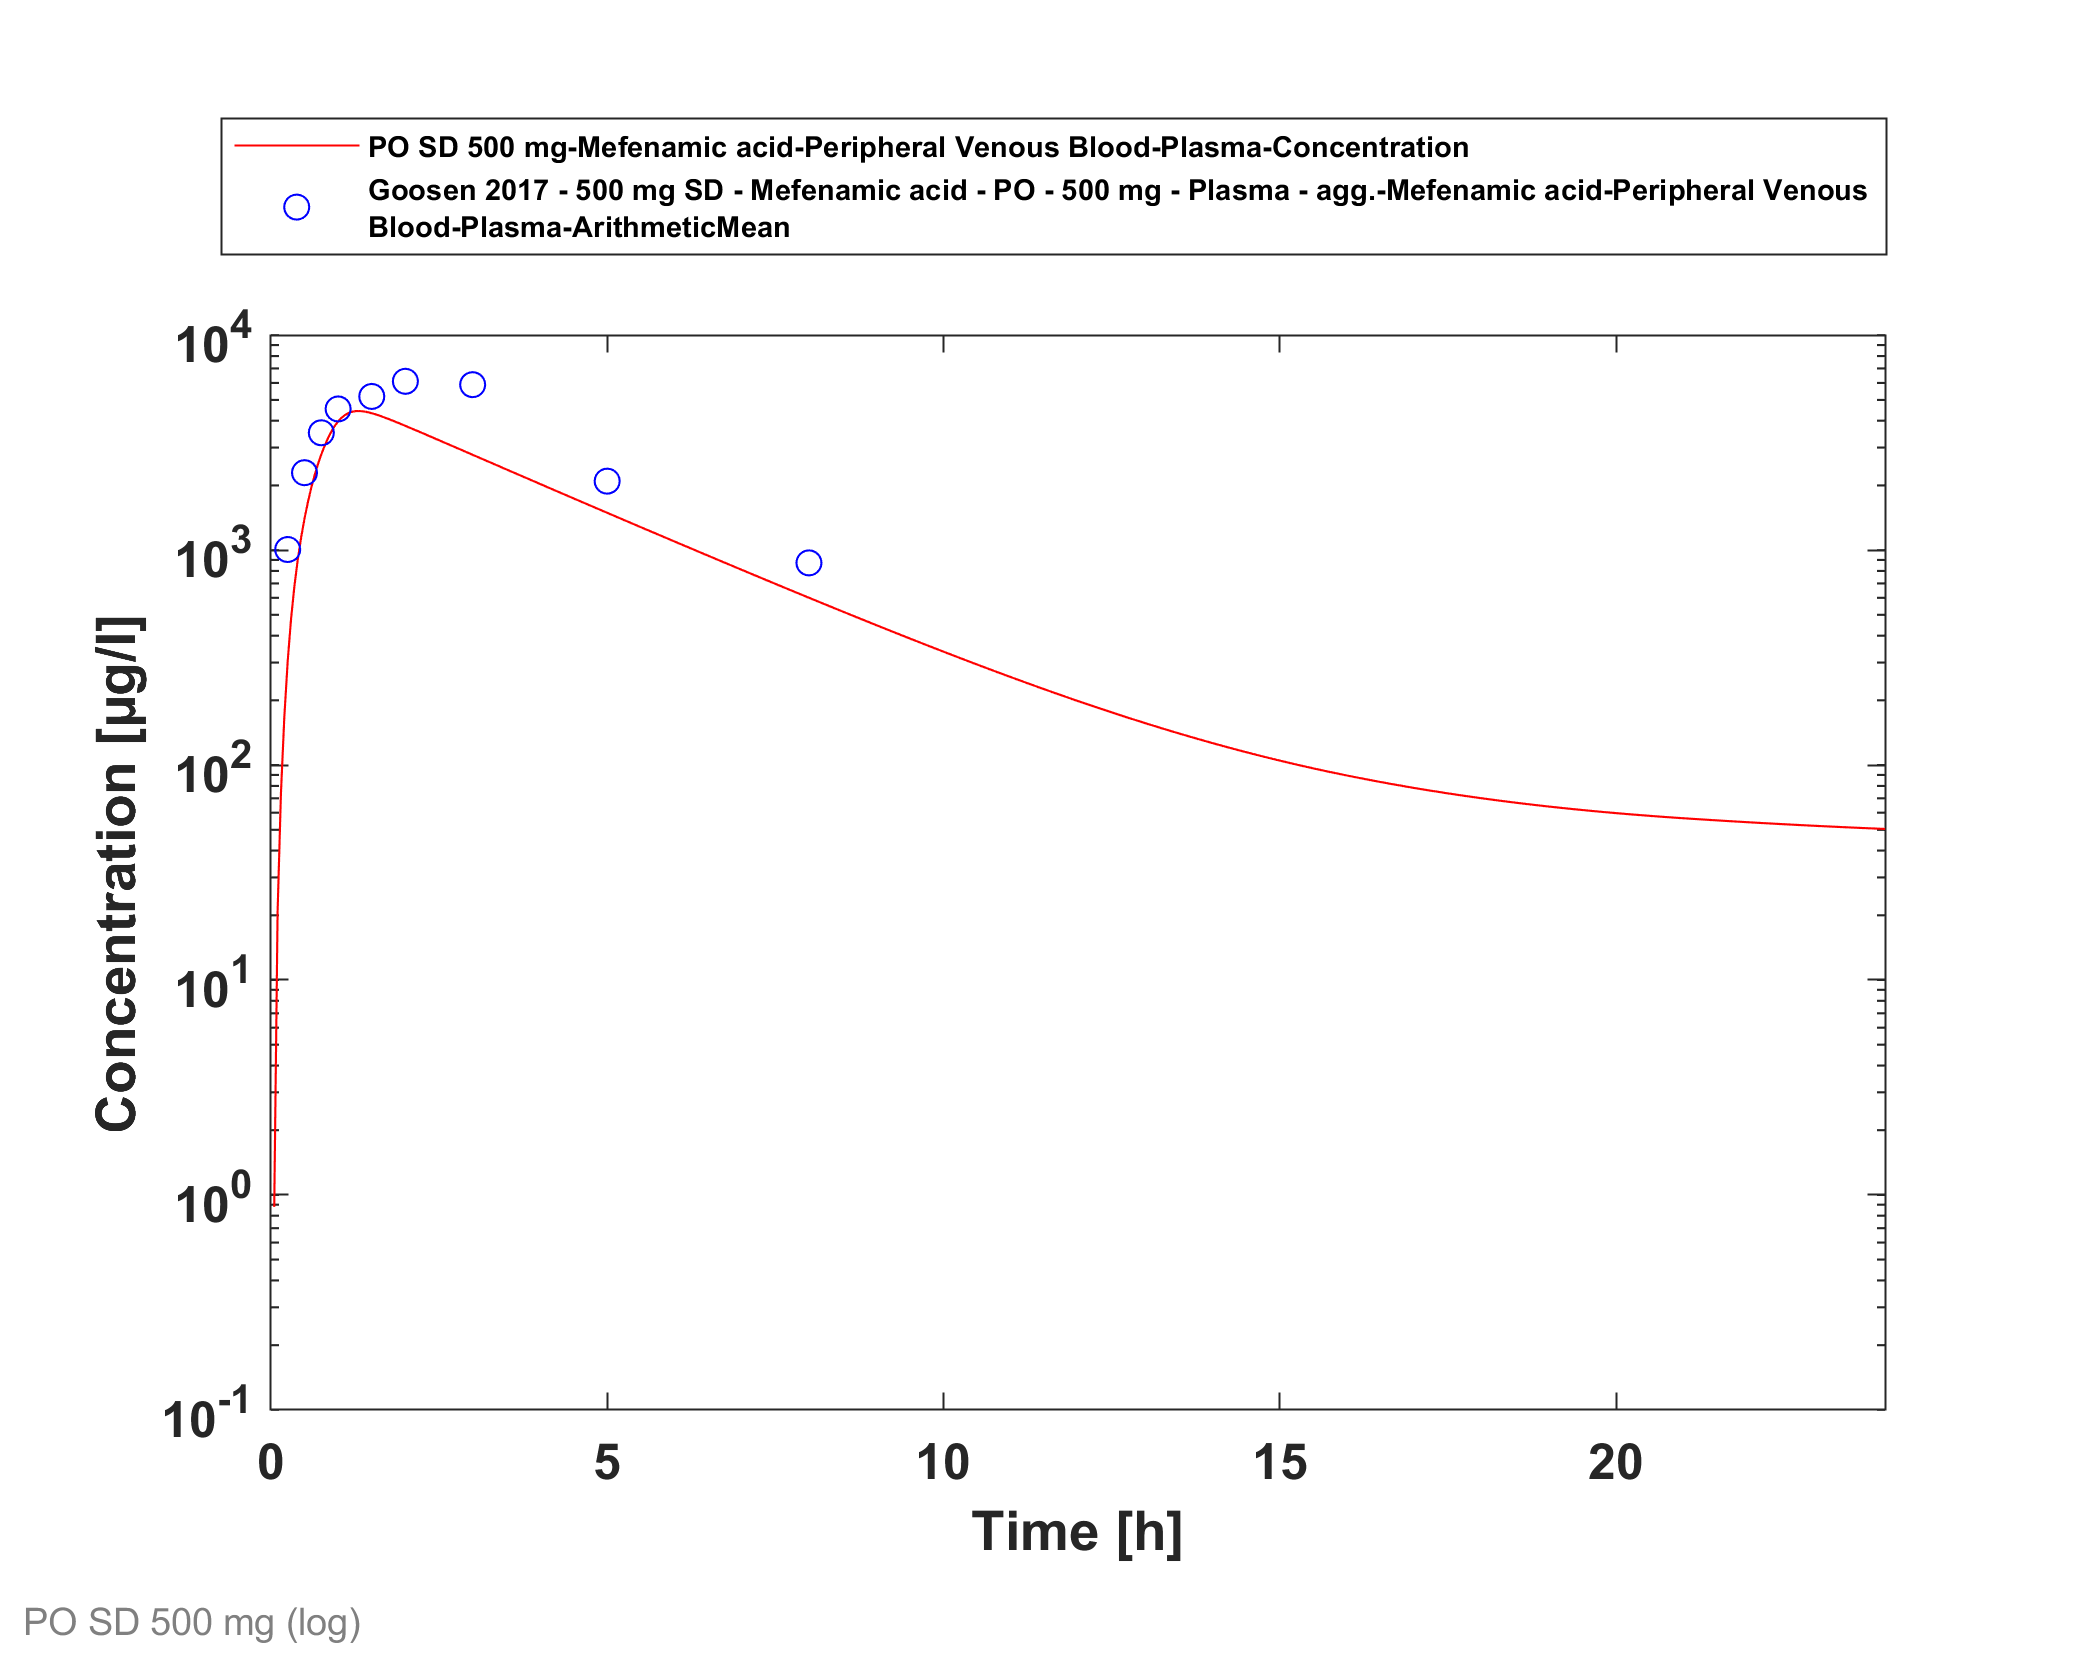 PO SD 500 mg-Mefenamic acid-Peripheral Venous Blood-Plasma-Concentration
Goosen 2017 - 500 mg SD - Mefenamic acid - PO - 500 mg - Plasma - agg.-Mefenamic acid-Peripheral Venous
Blood-Plasma-ArithmeticMean
10^4
10^3
10^2
10^1
10^0
10^-1
Concentration [µg/l]
0 5 10 15 20
Time [h]
PO SD 500 mg (log)